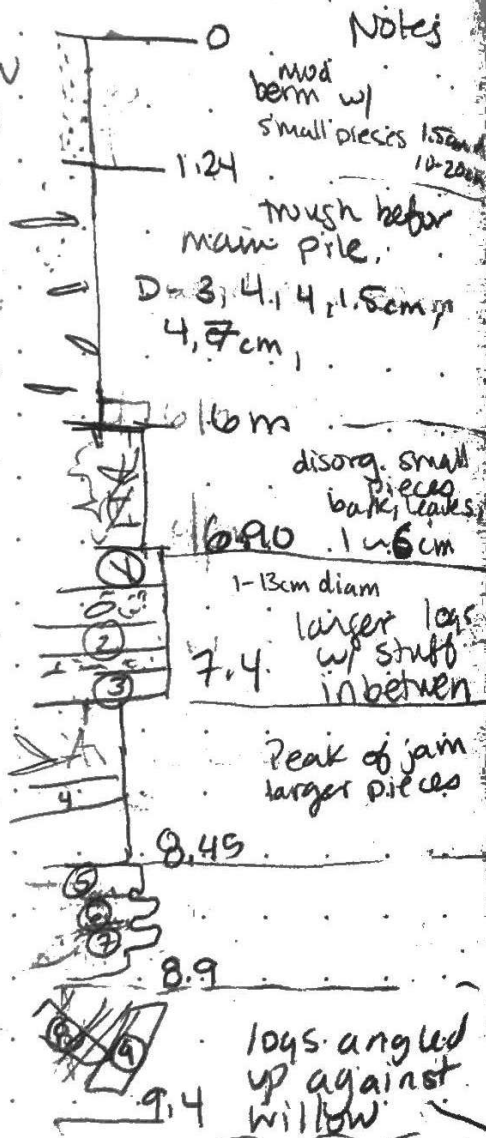 Notes
0
mud
berm w/
small pieces 1.5cm
10-20cm
1.24
trough befor
main pile.
D- 3, 4, 4, 1.5cm,
4, 7cm,
6m
disorg. small
pieces
bark, leaves,
6.90 1-6cm
1
1-13cm diam
larger logs
2
w/ stuff
7.4
3
inbetwen
Peak of jam
larger pieces
4
8.45
5
6
7
8.9
8
9
logs angled
up against
9.4 willow